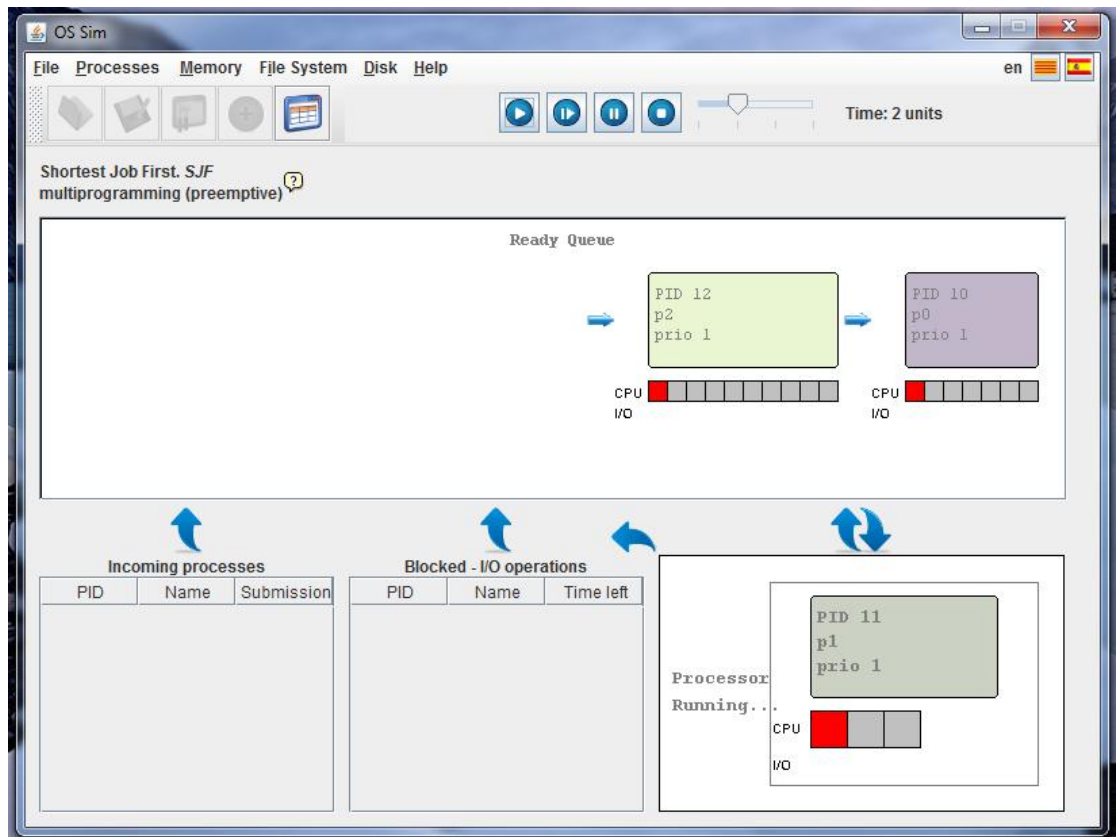 OS Sim
File Processes Memory File System Disk Help
en
Time: 2 units
Shortest Job First. SJF
multiprogramming (preemptive)
?
Ready Queue
PID 12
p2
prio 1
CPU
I/O
PID 10
p0
prio 1
CPU
I/O
Incoming processes
PID Name Submission
Blocked - I/O operations
PID Name Time left
Processor
Running...
PID 11
p1
prio 1
CPU
I/O